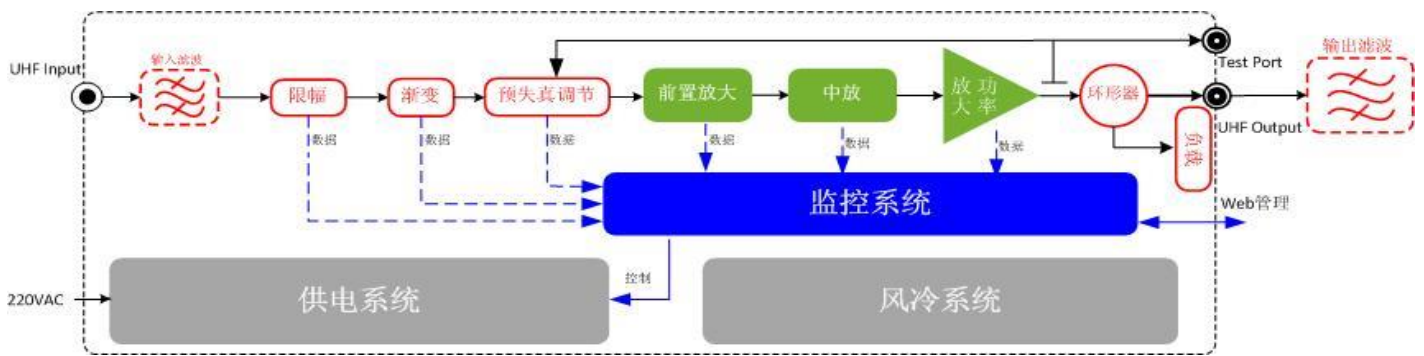 输入滤波
UHF Input
限幅
渐变
预失真调节
前置放大
中放
放 功
大 率
环形器
负载
Test Port
UHF Output
输出滤波
数据
数据
数据
数据
数据
数据
监控系统
Web管理
控制
220VAC
供电系统
风冷系统